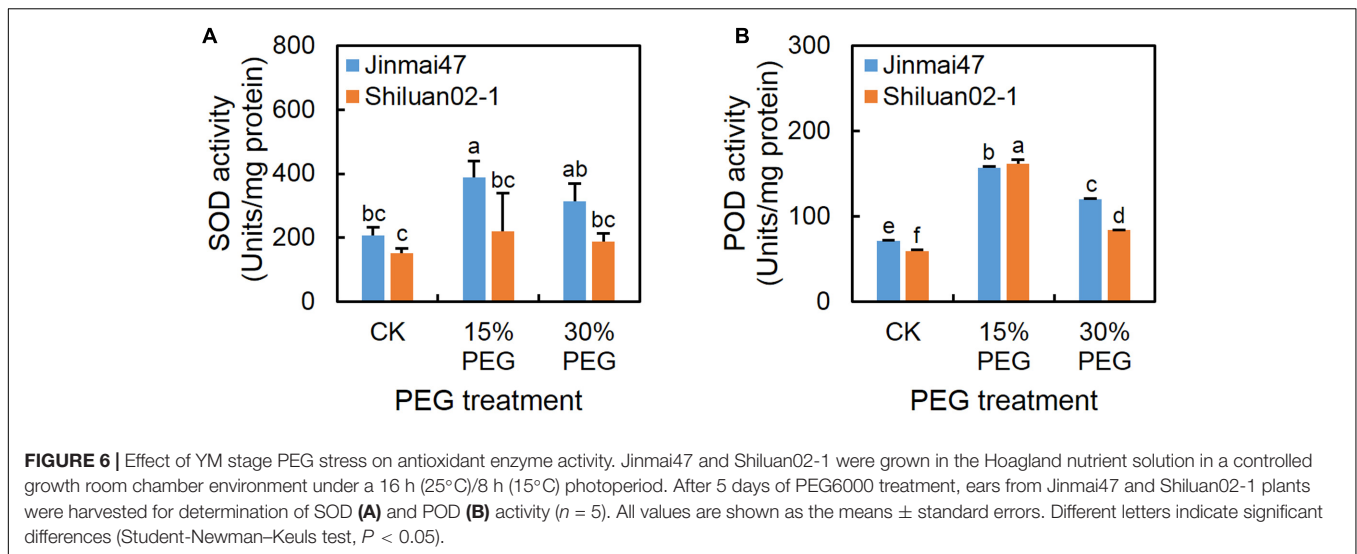 A
800
600
400
200
0
SOD activity
(Units/mg protein)
Jinmai47
Shiluan02-1
bc
c
a
bc
ab
bc
CK
15%
PEG
30%
PEG
PEG treatment
B
300
200
100
0
POD activity
(Units/mg protein)
Jinmai47
Shiluan02-1
e
f
b
a
c
d
CK
15%
PEG
30%
PEG
PEG treatment
FIGURE 6 | Effect of YM stage PEG stress on antioxidant enzyme activity. Jinmai47 and Shiluan02-1 were grown in the Hoagland nutrient solution in a controlled
growth room chamber environment under a 16 h (25°C)/8 h (15°C) photoperiod. After 5 days of PEG6000 treatment, ears from Jinmai47 and Shiluan02-1 plants
were harvested for determination of SOD (A) and POD (B) activity (n = 5). All values are shown as the means ± standard errors. Different letters indicate significant
differences (Student-Newman–Keuls test, P < 0.05).